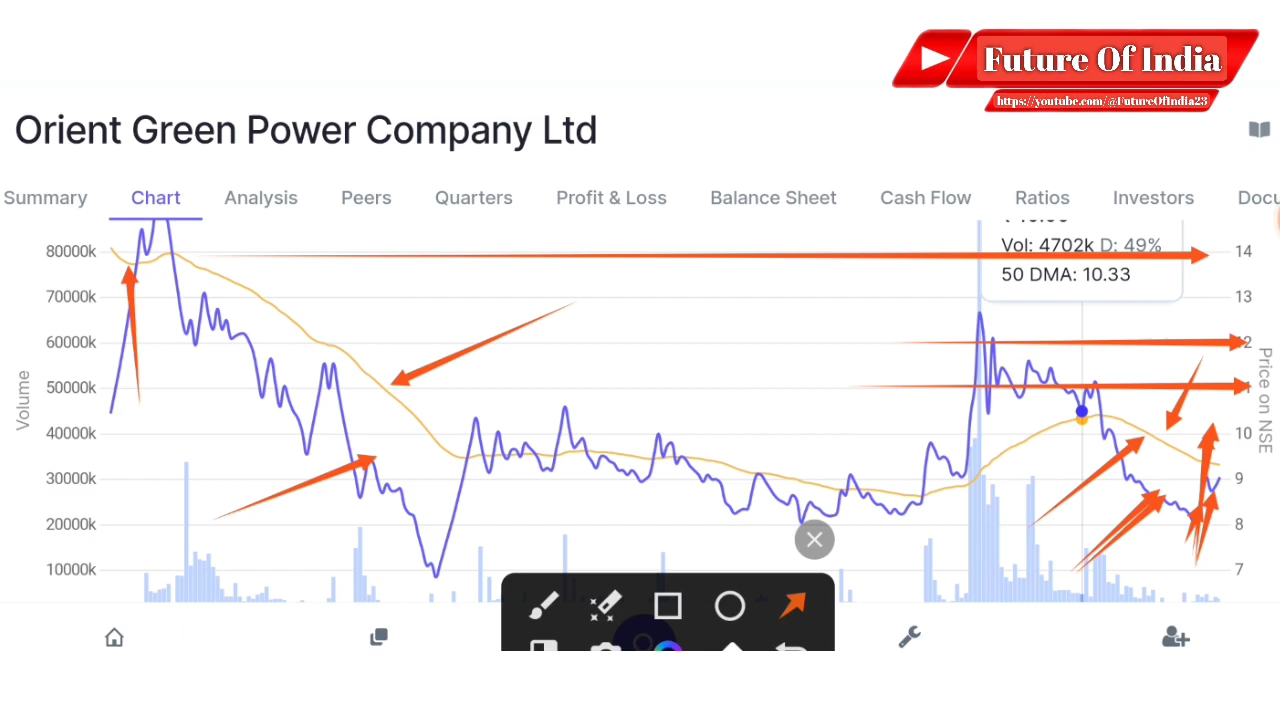 Future Of India
https://youtube.com/@FutureOfIndia23
Orient Green Power Company Ltd
Summary Chart Analysis Peers Quarters Profit & Loss Balance Sheet Cash Flow Ratios Investors Docu
80000k
70000k
60000k
50000k
40000k
30000k
20000k
10000k
Volume
Vol: 4702k D: 49%
50 DMA: 10.33
14
13
10
9
8
7
Price on NSE